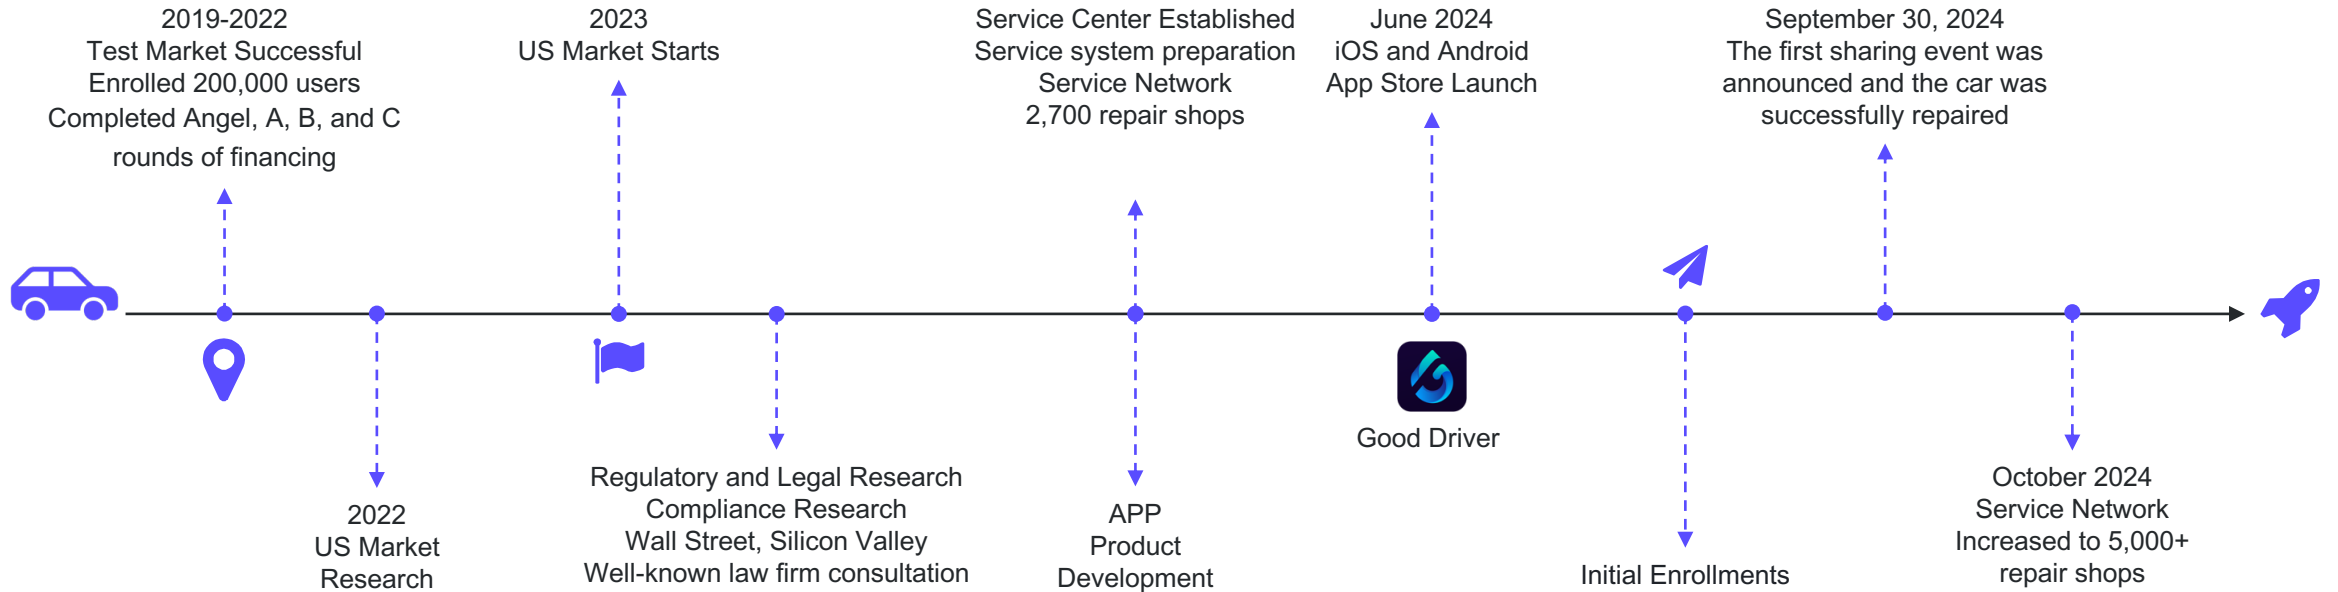 2019-2022
Test Market Successful
Enrolled 200,000 users
Completed Angel, A, B, and C
rounds of financing
2022
US Market
Research
2023
US Market Starts
Regulatory and Legal Research
Compliance Research
Wall Street, Silicon Valley
Well-known law firm consultation
Service Center Established
Service system preparation
Service Network
2,700 repair shops
APP
Product
Development
June 2024
iOS and Android
App Store Launch
Good Driver
Initial Enrollments
September 30, 2024
The first sharing event was
announced and the car was
successfully repaired
October 2024
Service Network
Increased to 5,000+
repair shops